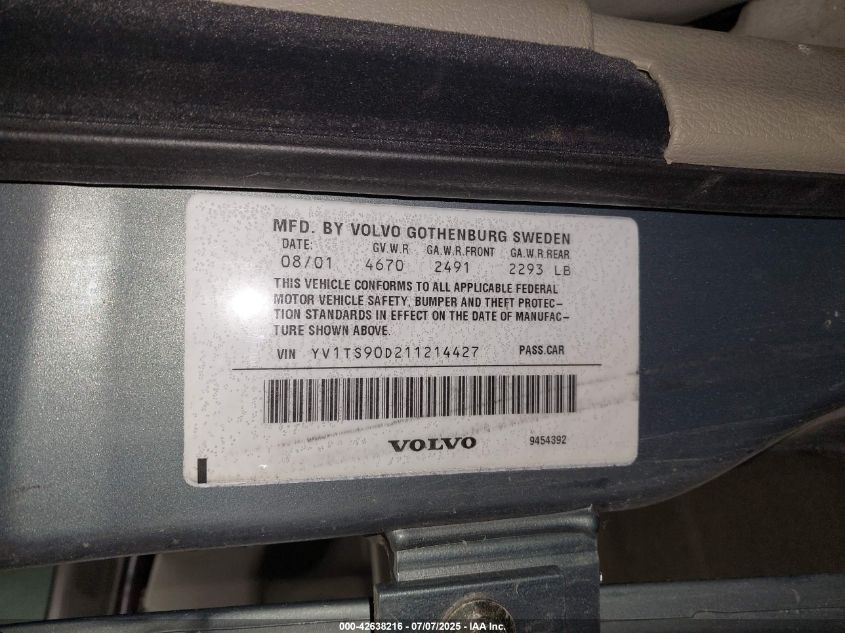 MFD. BY VOLVO GOTHENBURG SWEDEN
DATE: GV.W.R GA.W.R.FRONT GA.W.R.REAR
08/01 4670 2491 2293 LB
THIS VEHICLE CONFORMS TO ALL APPLICABLE FEDERAL
MOTOR VEHICLE SAFETY, BUMPER AND THEFT PROTEC-
TION STANDARDS IN EFFECT ON THE DATE OF MANUFAC-
TURE SHOWN ABOVE.
VIN YV1TS90D211214427 PASS.CAR
VOLVO 9454392
000-42638216 - 07/07/2025 - IAA Inc.